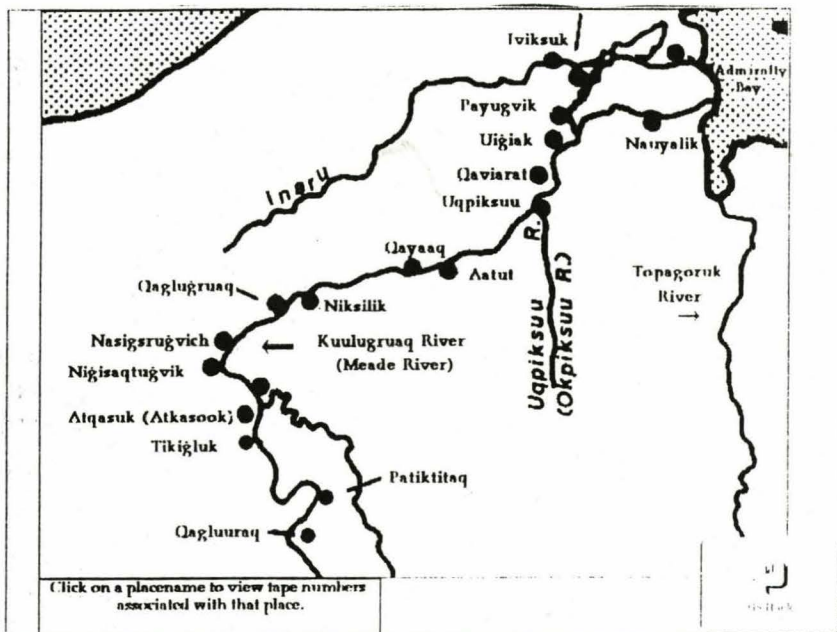 Iviksuk
Admiralty
Bay
Payugvik
Uiġiak
Nauyalik
Inaru
Qaviarat
Uqpiksuu
R.
Qayaaq
Aatut
Topagoruk
River
→
Qagluġruaq
Niksilik
Uqpiksuu
(Okpiksuu R.)
Nasigsruġvich
← Kuulugruaq River
(Meade River)
Niġisaqtuġvik
Atqasuk (Atkasook)
Tikiġluk
Patiktitaq
Qagluuraq
Click on a placename to view tape numbers
associated with that place.